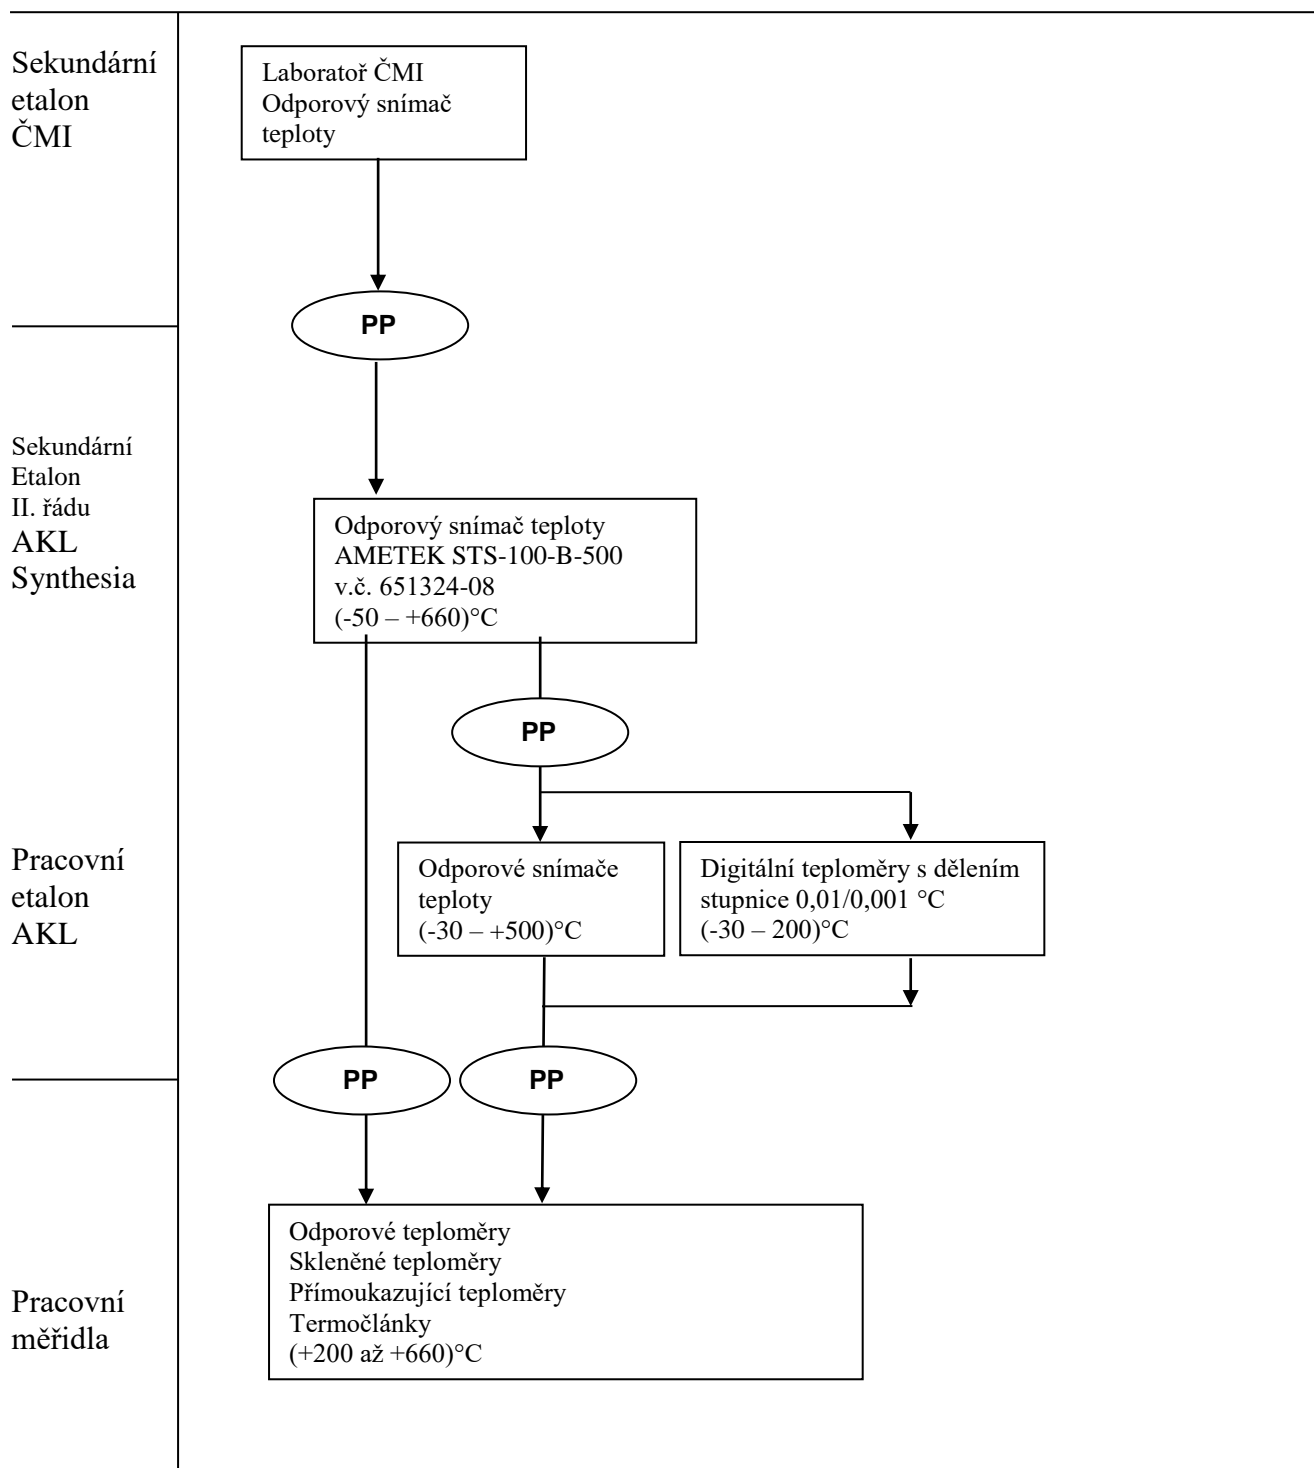 Sekundární
etalon
ČMI
Laboratoř ČMI
Odporový snímač
teploty
PP
Sekundární
Etalon
II. řádu
AKL
Synthesia
Odporový snímač teploty
AMETEK STS-100-B-500
v.č. 651324-08
(-50 – +660)°C
PP
Pracovní
etalon
AKL
Odporové snímače
teploty
(-30 – +500)°C
Digitální teploměry s dělením
stupnice 0,01/0,001 °C
(-30 – 200)°C
PP
PP
Pracovní
měřidla
Odporové teploměry
Skleněné teploměry
Přímoukazující teploměry
Termočlánky
(+200 až +660)°C